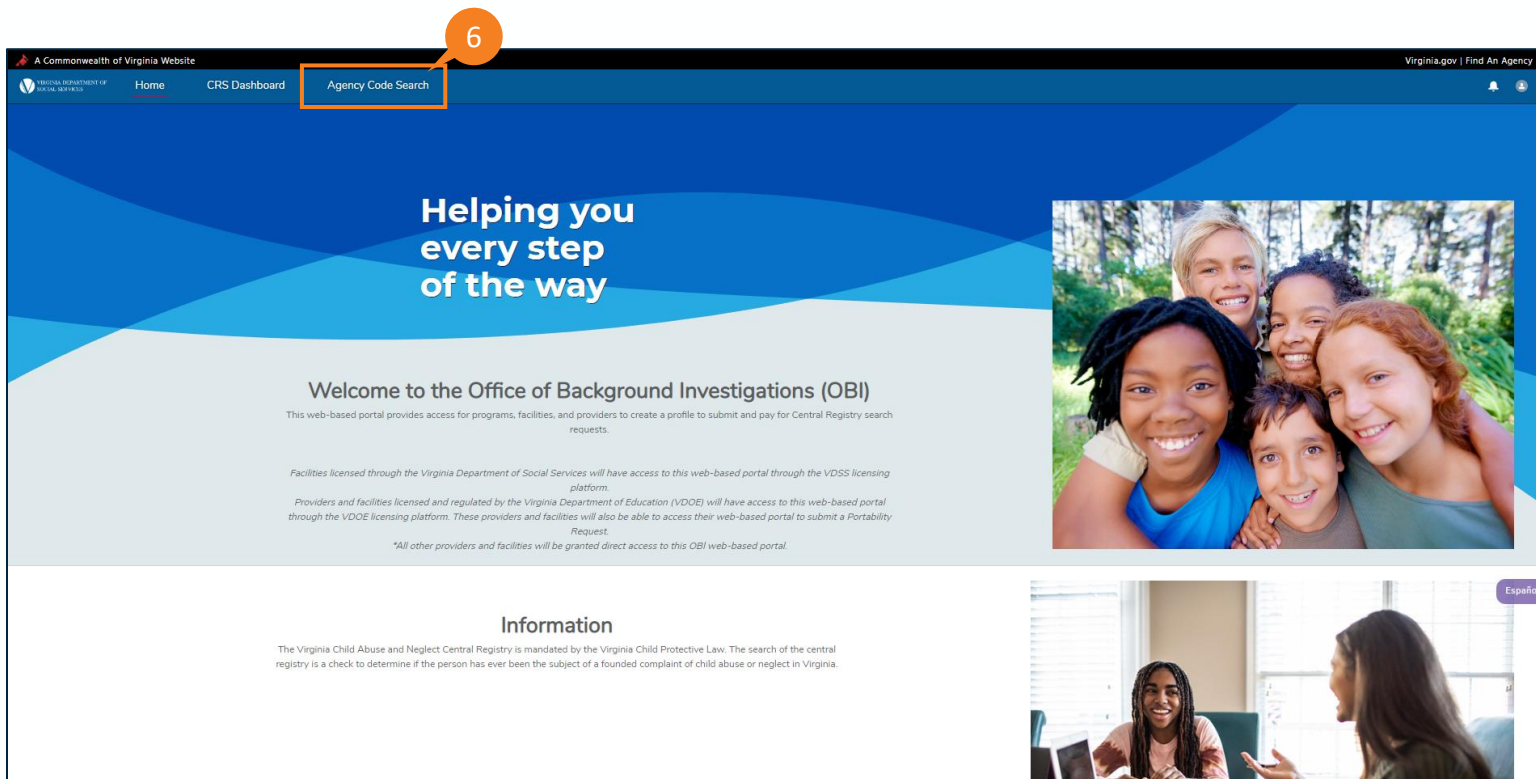 6
A Commonwealth of Virginia Website
Virginia.gov | Find An Agency
VIRGINIA DEPARTMENT OF
SOCIAL SERVICES
Home
CRS Dashboard
Agency Code Search
Helping you
every step
of the way
Welcome to the Office of Background Investigations (OBI)
This web-based portal provides access for programs, facilities, and providers to create a profile to submit and pay for Central Registry search
requests.
Facilities licensed through the Virginia Department of Social Services will have access to this web-based portal through the VDSS licensing
platform.
Providers and facilities licensed and regulated by the Virginia Department of Education (VDOE) will have access to this web-based portal
through the VDOE licensing platform. These providers and facilities will also be able to access their web-based portal to submit a Portability
Request.
*All other providers and facilities will be granted direct access to this OBI web-based portal.
Españo
Information
The Virginia Child Abuse and Neglect Central Registry is mandated by the Virginia Child Protective Law. The search of the central
registry is a check to determine if the person has ever been the subject of a founded complaint of child abuse or neglect in Virginia.